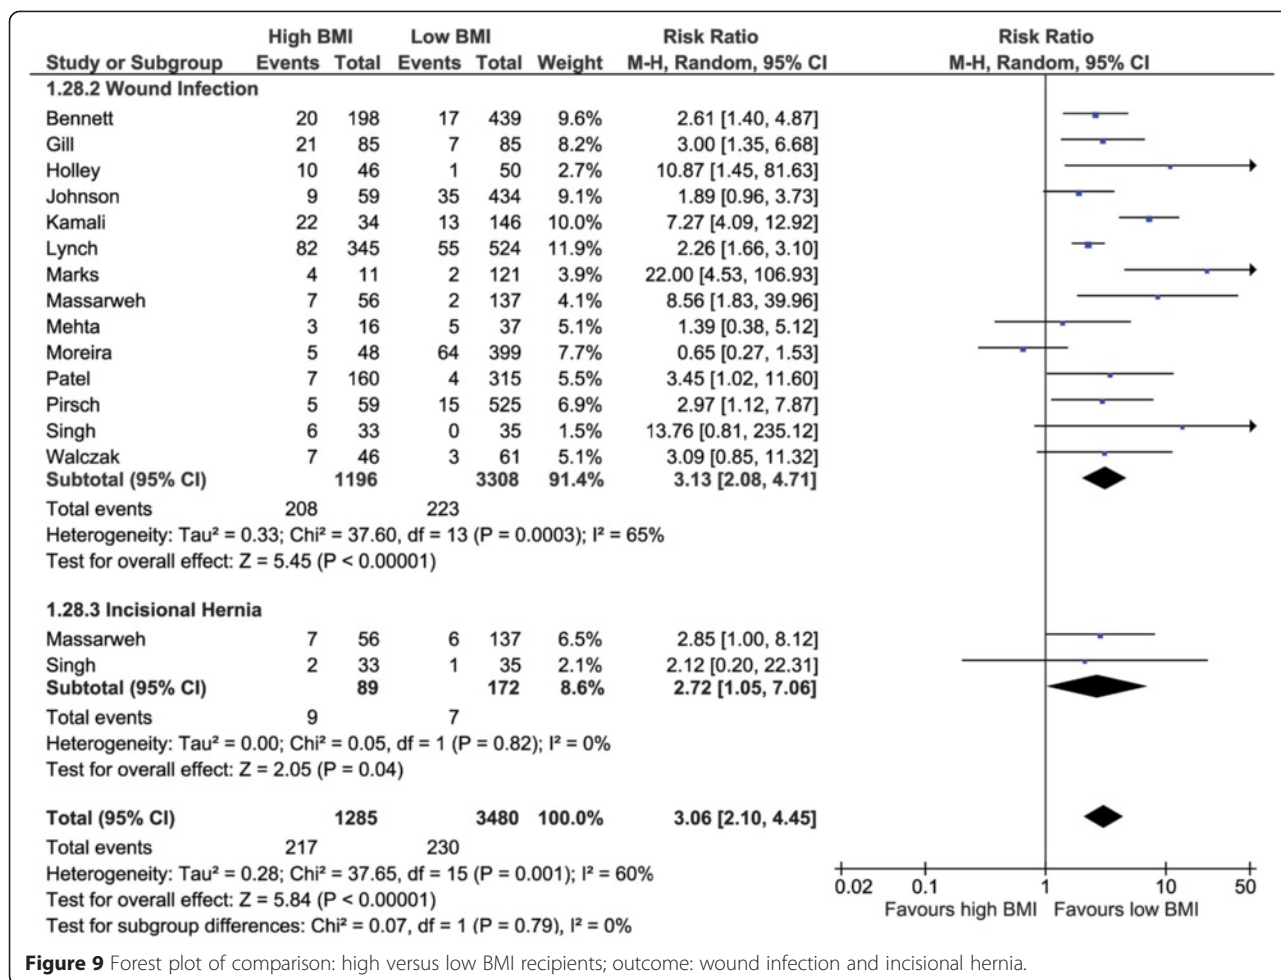 High BMI Low BMI Risk Ratio Risk Ratio
Study or Subgroup Events Total Events Total Weight M-H, Random, 95% CI M-H, Random, 95% CI
1.28.2 Wound Infection
Bennett 20 198 17 439 9.6% 2.61 [1.40, 4.87]
Gill 21 85 7 85 8.2% 3.00 [1.35, 6.68]
Holley 10 46 1 50 2.7% 10.87 [1.45, 81.63]
Johnson 9 59 35 434 9.1% 1.89 [0.96, 3.73]
Kamali 22 34 13 146 10.0% 7.27 [4.09, 12.92]
Lynch 82 345 55 524 11.9% 2.26 [1.66, 3.10]
Marks 4 11 2 121 3.9% 22.00 [4.53, 106.93]
Massarweh 7 56 2 137 4.1% 8.56 [1.83, 39.96]
Mehta 3 16 5 37 5.1% 1.39 [0.38, 5.12]
Moreira 5 48 64 399 7.7% 0.65 [0.27, 1.53]
Patel 7 160 4 315 5.5% 3.45 [1.02, 11.60]
Pirsch 5 59 15 525 6.9% 2.97 [1.12, 7.87]
Singh 6 33 0 35 1.5% 13.76 [0.81, 235.12]
Walczak 7 46 3 61 5.1% 3.09 [0.85, 11.32]
Subtotal (95% CI) 1196 3308 91.4% 3.13 [2.08, 4.71]
Total events 208 223
Heterogeneity: Tau² = 0.33; Chi² = 37.60, df = 13 (P = 0.0003); I² = 65%
Test for overall effect: Z = 5.45 (P < 0.00001)
1.28.3 Incisional Hernia
Massarweh 7 56 6 137 6.5% 2.85 [1.00, 8.12]
Singh 2 33 1 35 2.1% 2.12 [0.20, 22.31]
Subtotal (95% CI) 89 172 8.6% 2.72 [1.05, 7.06]
Total events 9 7
Heterogeneity: Tau² = 0.00; Chi² = 0.05, df = 1 (P = 0.82); I² = 0%
Test for overall effect: Z = 2.05 (P = 0.04)
Total (95% CI) 1285 3480 100.0% 3.06 [2.10, 4.45]
Total events 217 230
Heterogeneity: Tau² = 0.28; Chi² = 37.65, df = 15 (P = 0.001); I² = 60%
Test for overall effect: Z = 5.84 (P < 0.00001)
Test for subgroup differences: Chi² = 0.07, df = 1 (P = 0.79), I² = 0%
0.02 0.1 1 10 50
Favours high BMI Favours low BMI
Figure 9 Forest plot of comparison: high versus low BMI recipients; outcome: wound infection and incisional hernia.